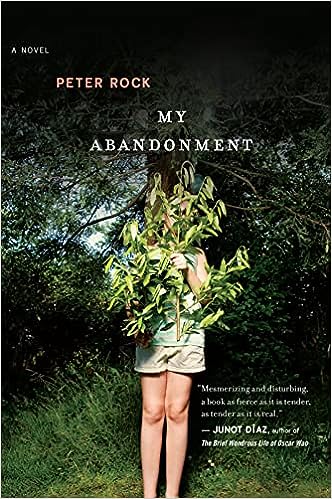 A NOVEL
PETER ROCK
MY
ABANDONMENT
"Mesmerizing and disturbing,
a book as fierce as it is tender,
as tender as it is real."
— JUNOT DÍAZ, author of
The Brief Wondrous Life of Oscar Wao